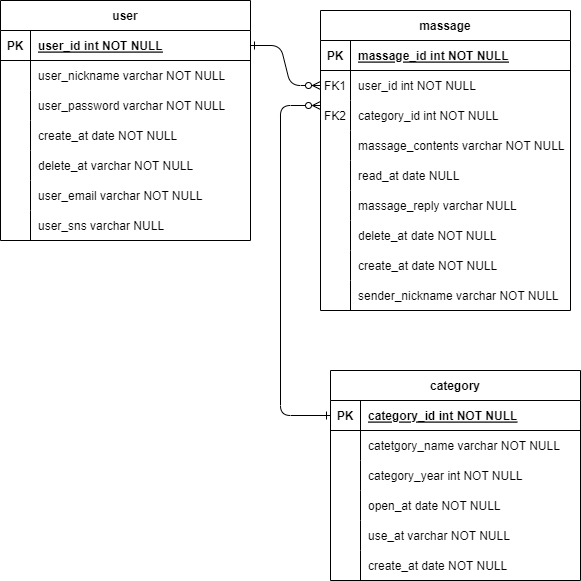 user
PK user_id int NOT NULL
user_nickname varchar NOT NULL
user_password varchar NOT NULL
create_at date NOT NULL
delete_at varchar NOT NULL
user_email varchar NOT NULL
user_sns varchar NULL
massage
PK massage_id int NOT NULL
FK1 user_id int NOT NULL
FK2 category_id int NOT NULL
massage_contents varchar NOT NULL
read_at date NULL
massage_reply varchar NULL
delete_at date NOT NULL
create_at date NOT NULL
sender_nickname varchar NOT NULL
category
PK category_id int NOT NULL
catetgory_name varchar NOT NULL
category_year int NOT NULL
open_at date NOT NULL
use_at varchar NOT NULL
create_at date NOT NULL